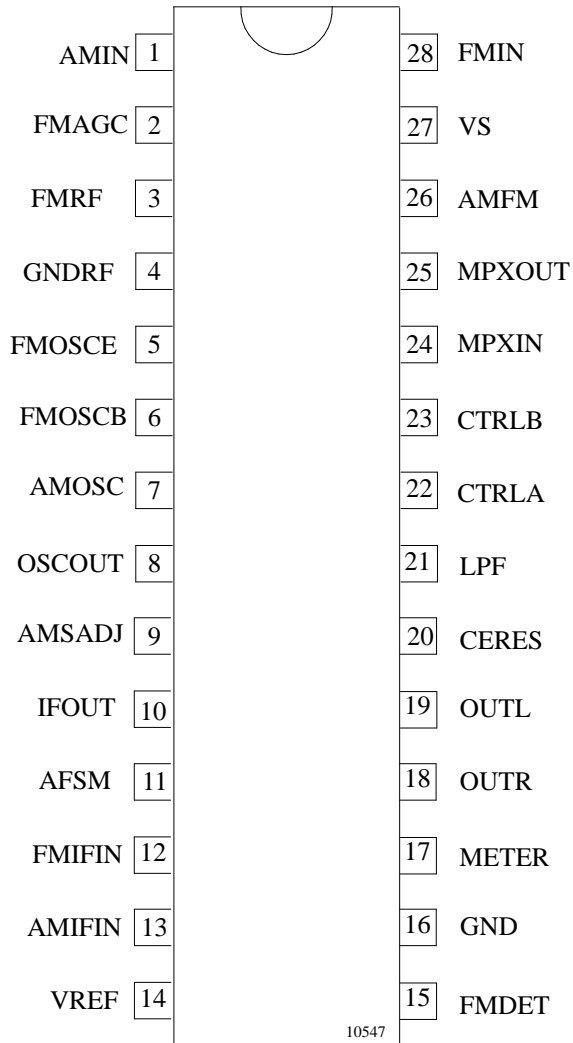 AMIN 1 28 FMIN
FMAGC 2 27 VS
FMRF 3 26 AMFM
GNDRF 4 25 MPXOUT
FMOSCE 5 24 MPXIN
FMOSCB 6 23 CTRLB
AMOSC 7 22 CTRLA
OSCOUT 8 21 LPF
AMSADJ 9 20 CERES
IFOUT 10 19 OUTL
AFSM 11 18 OUTR
FMIFIN 12 17 METER
AMIFIN 13 16 GND
VREF 14 15 FMDET
10547